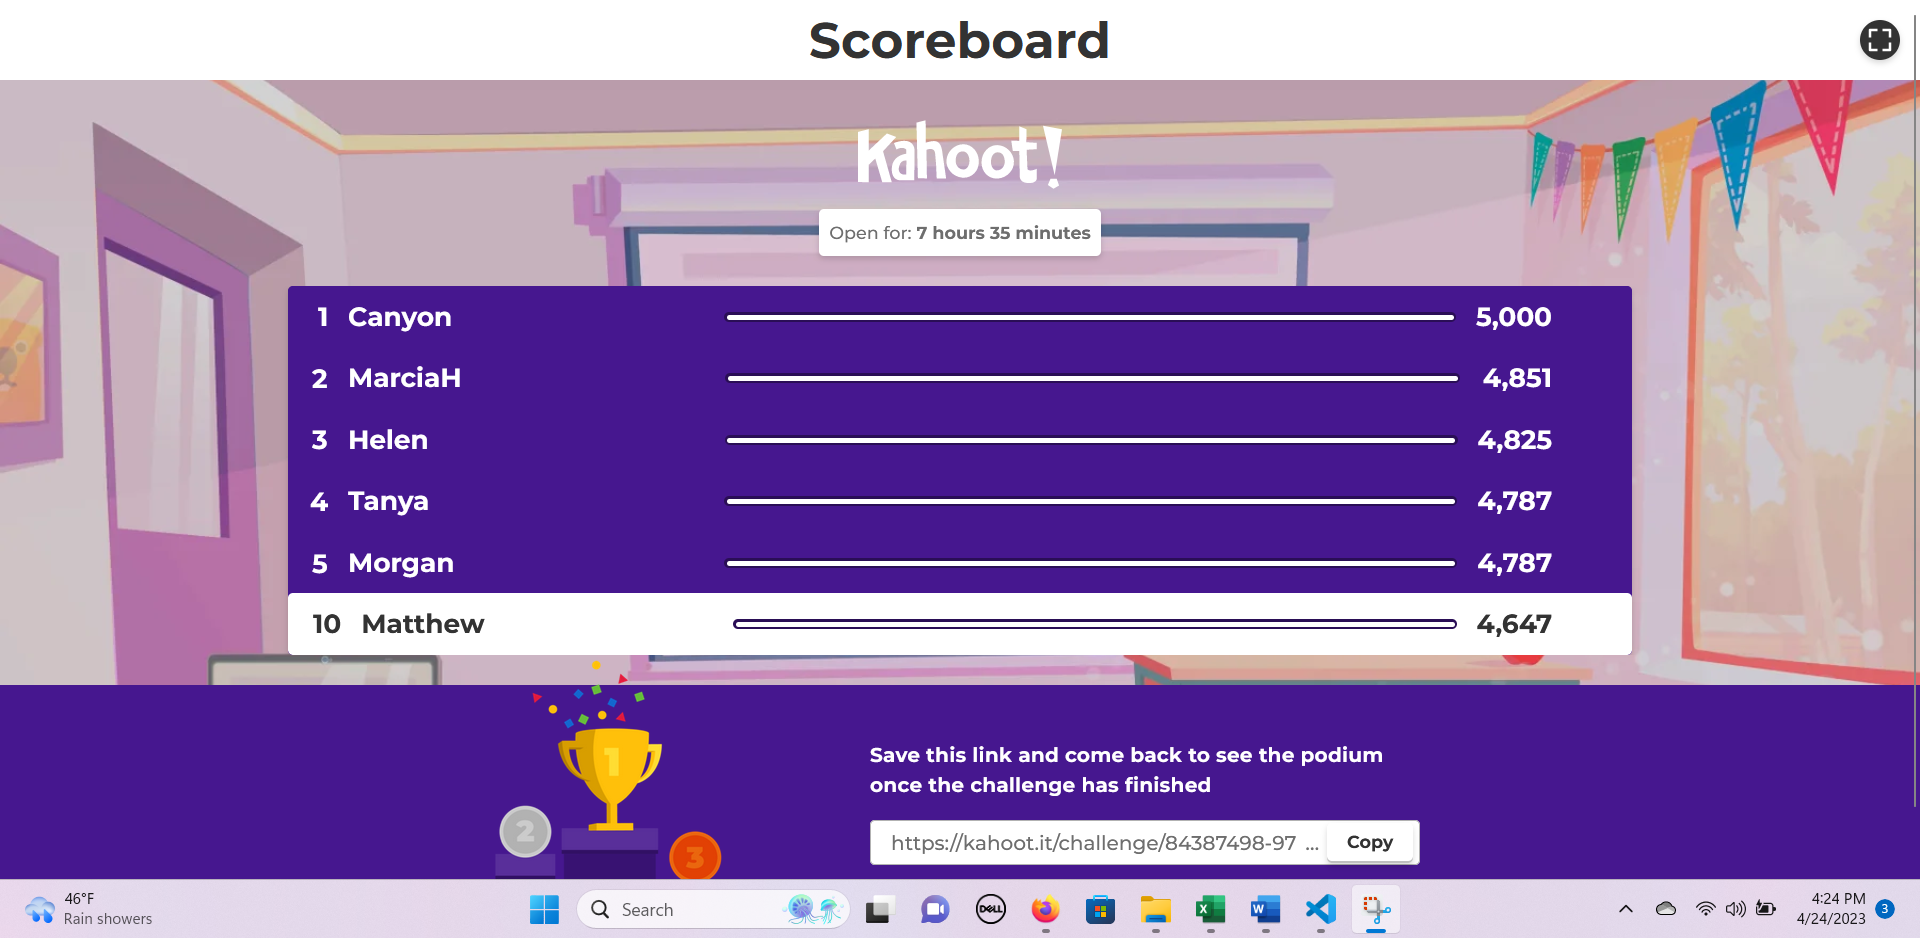 Scoreboard
Kahoot!
Open for: 7 hours 35 minutes
1 Canyon 5,000
2 MarciaH 4,851
3 Helen 4,825
4 Tanya 4,787
5 Morgan 4,787
10 Matthew 4,647
1
2
3
Save this link and come back to see the podium
once the challenge has finished
https://kahoot.it/challenge/84387498-97 ... Copy
46°F
Rain showers
Search
DELL
X
W
4:24 PM
4/24/2023
3